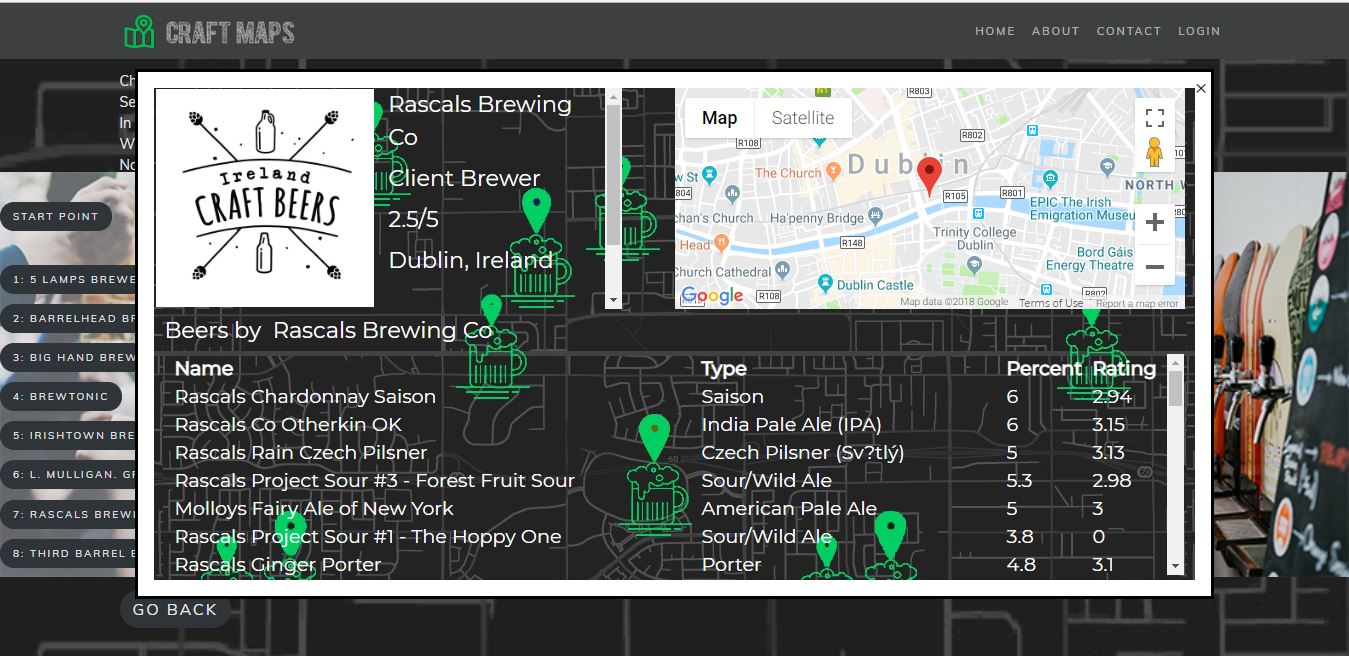 CRAFT MAPS
HOME ABOUT CONTACT LOGIN
Ch
Se
In
W
No
START POINT
1: 5 LAMPS BREWE
2: BARRELHEAD BR
3: BIG HAND BREW
4: BREWTONIC
5: IRISHTOWN BRE
6: L. MULLIGAN. GR
7: RASCALS BREWI
8: THIRD BARREL B
GO BACK
×
Ireland
CRAFT BEERS
Rascals Brewing
Co
Client Brewer
2.5/5
Dublin, Ireland
Map Satellite
N1
R803
R802
R108
Dublin
The Church
w St
R804
R105
R801
NORTH W
EPIC The Irish
Emigration Museu
chan's Church
Ha'penny Bridge
Trinity College
Dublin
R148
Head
Bord Gáis
Energy Theatre
Church Cathedral
Dublin Castle
R802
R108
Google
Map data ©2018 Google Terms of Use Report a map error
Beers by Rascals Brewing Co
Name Type Percent Rating
Rascals Chardonnay Saison Saison 6 2.94
Rascals Co Otherkin OK India Pale Ale (IPA) 6 3.15
Rascals Rain Czech Pilsner Czech Pilsner (Sv?tlý) 5 3.13
Rascals Project Sour #3 - Forest Fruit Sour Sour/Wild Ale 5.3 2.98
Molloys Fairy Ale of New York American Pale Ale 5 3
Rascals Project Sour #1 - The Hoppy One Sour/Wild Ale 3.8 0
Rascals Ginger Porter Porter 4.8 3.1
60
60